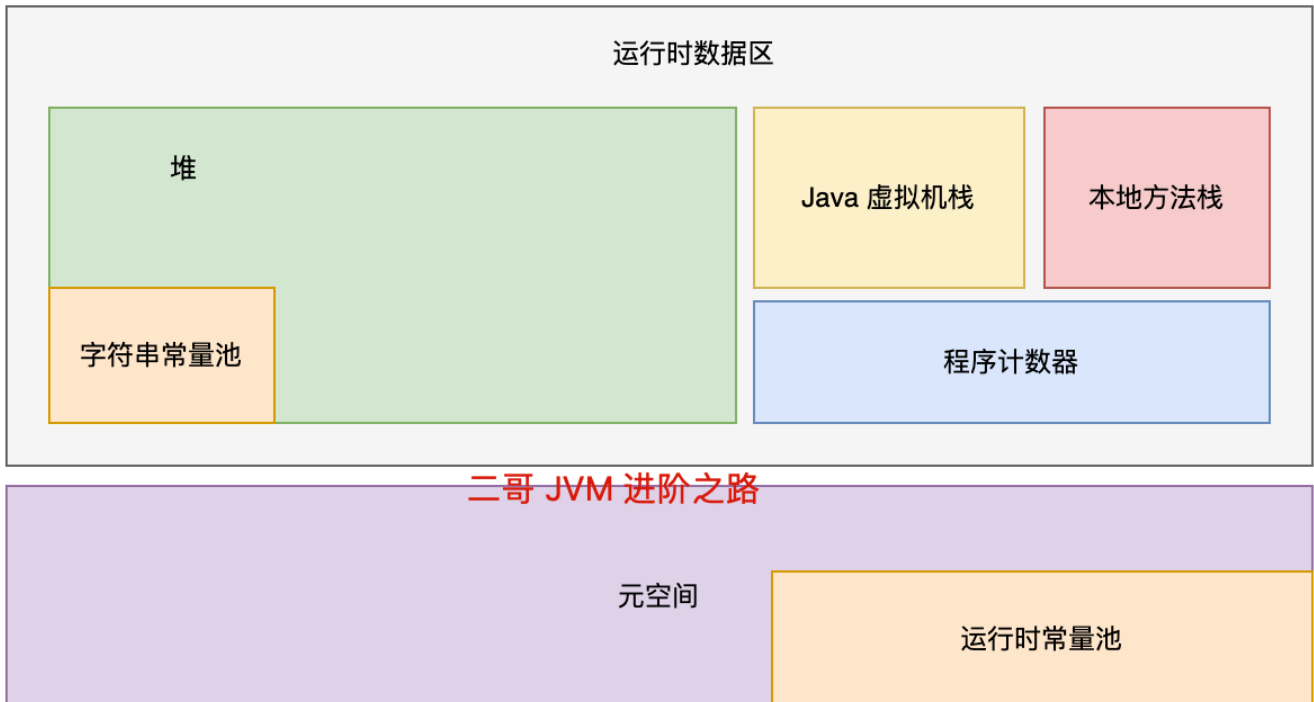 运行时数据区
堆
Java 虚拟机栈
本地方法栈
字符串常量池
程序计数器
二哥 JVM 进阶之路
元空间
运行时常量池